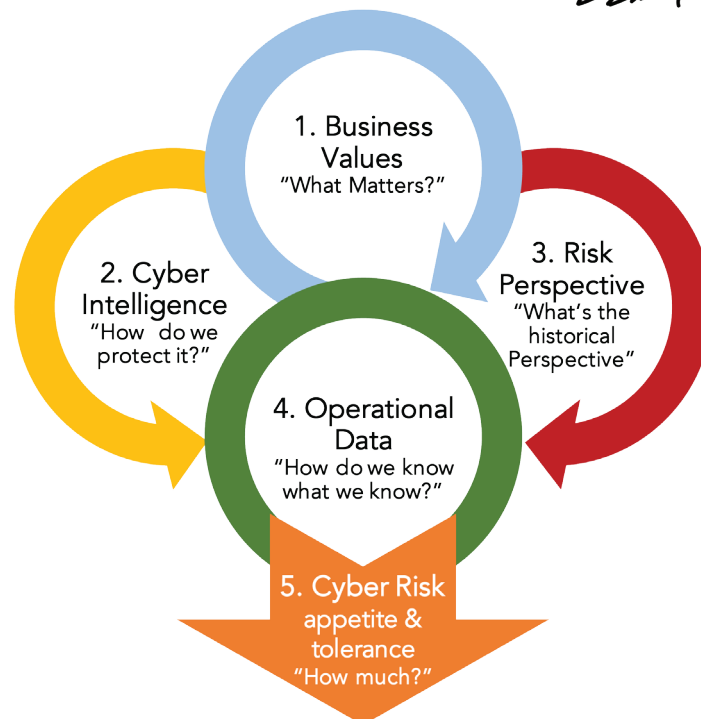 1. Business
Values
“What Matters?”
2. Cyber
Intelligence
“How do we
protect it?”
3. Risk
Perspective
“What's the
historical
Perspective”
4. Operational
Data
“How do we know
what we know?”
5. Cyber Risk
appetite &
tolerance
“How much?”